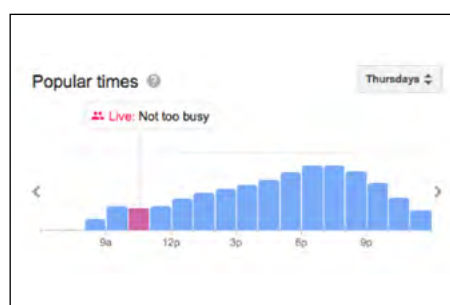 Popular times ?
Thursdays
Live: Not too busy
9a 12p 3p 6p 9p